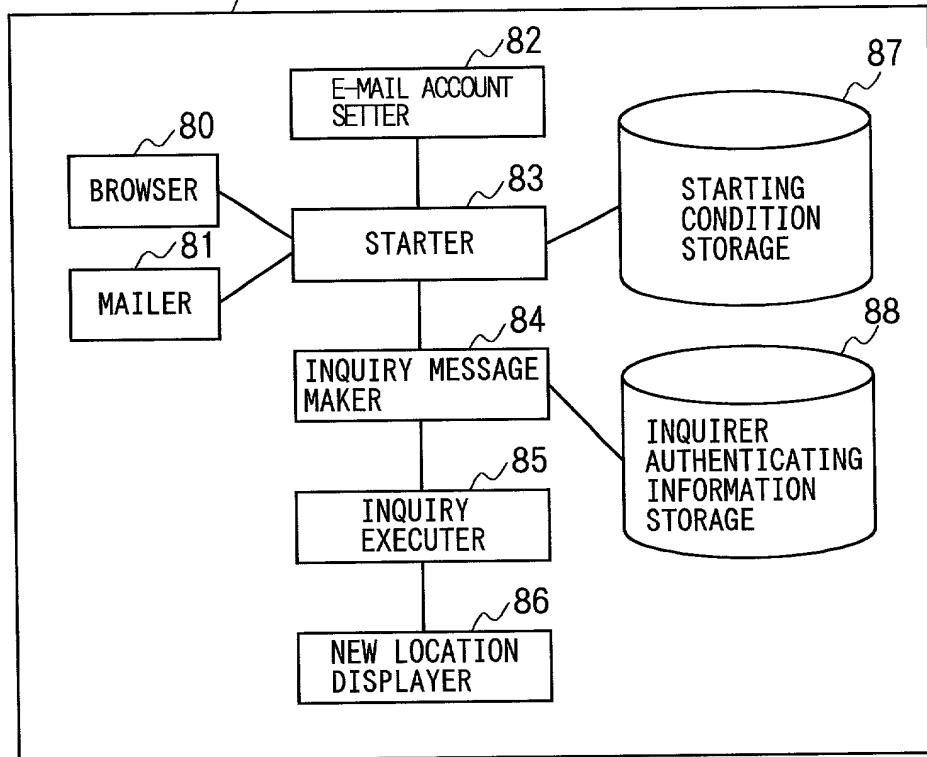 82
E-MAIL ACCOUNT
SETTER
87
80
BROWSER
83
STARTER
STARTING
CONDITION
STORAGE
81
MAILER
84
INQUIRY MESSAGE
MAKER
88
INQUIRER
AUTHENTICATING
INFORMATION
STORAGE
85
INQUIRY
EXECUTER
86
NEW LOCATION
DISPLAYER